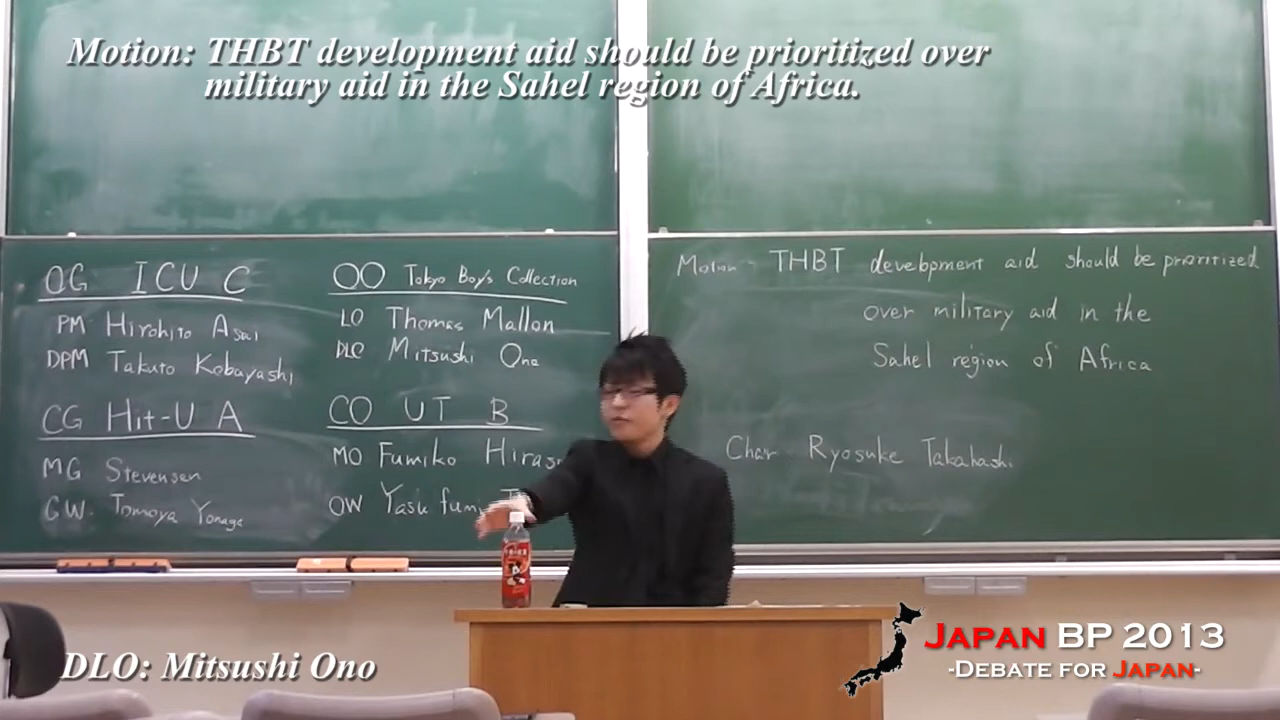 Motion: THBT development aid should be prioritized over
military aid in the Sahel region of Africa.
OG ICU C
PM Hirohito Asai
DPM Takuto Kobayashi
OO Tokyo Boy's Collection
LO Thomas Mallon
DLO Mitsushi Ono
CG Hit-U A
MG Stevensen
GW. Tomoya Yonaga
CO UT B
MO Fumiko
OW Yasufumi
Motion THBT development aid should be prioritized
over military aid in the
Sahel region of Africa
Chair Ryosuke Takahashi
DLO: Mitsushi Ono
JAPAN BP 2013
-DEBATE FOR JAPAN-